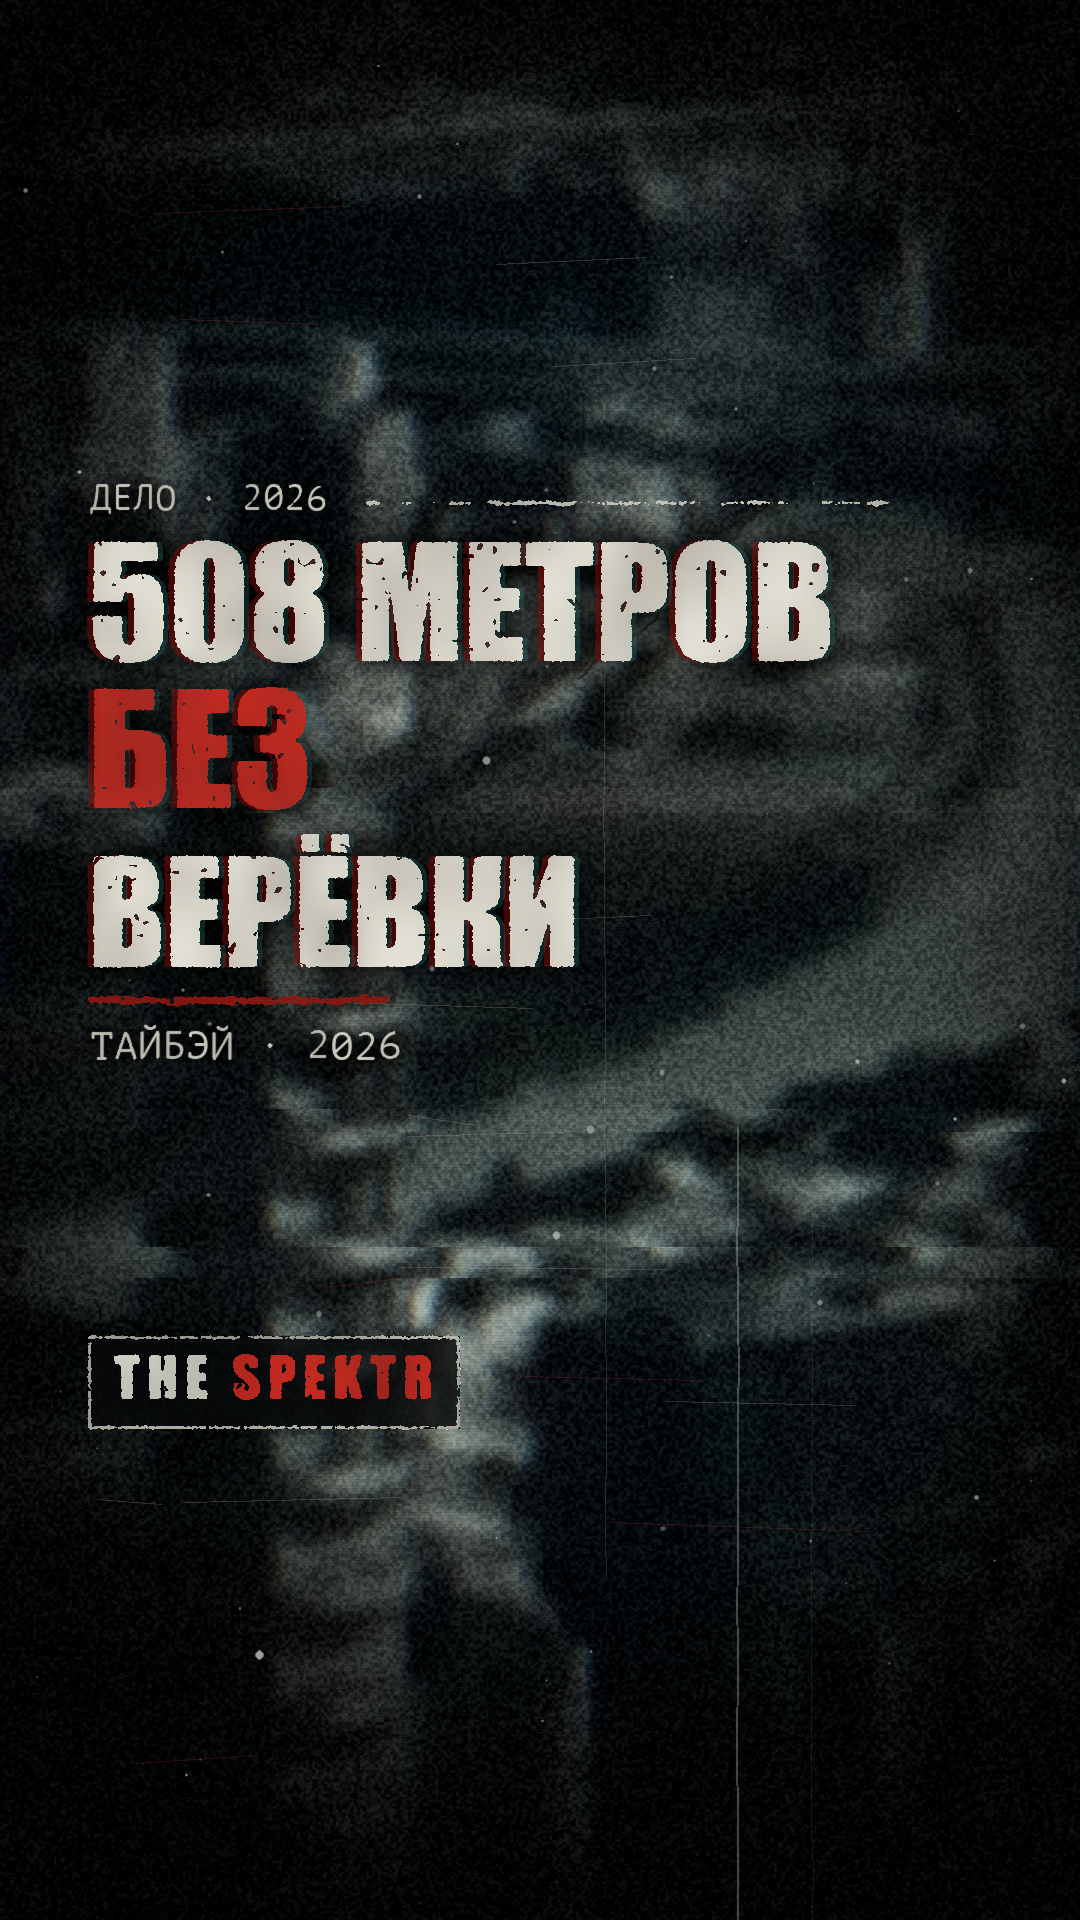 ДЕЛО · 2026
508 МЕТРОВ
БЕЗ
ВЕРЁВКИ
ТАЙБЭЙ · 2026
THE SPEKTR